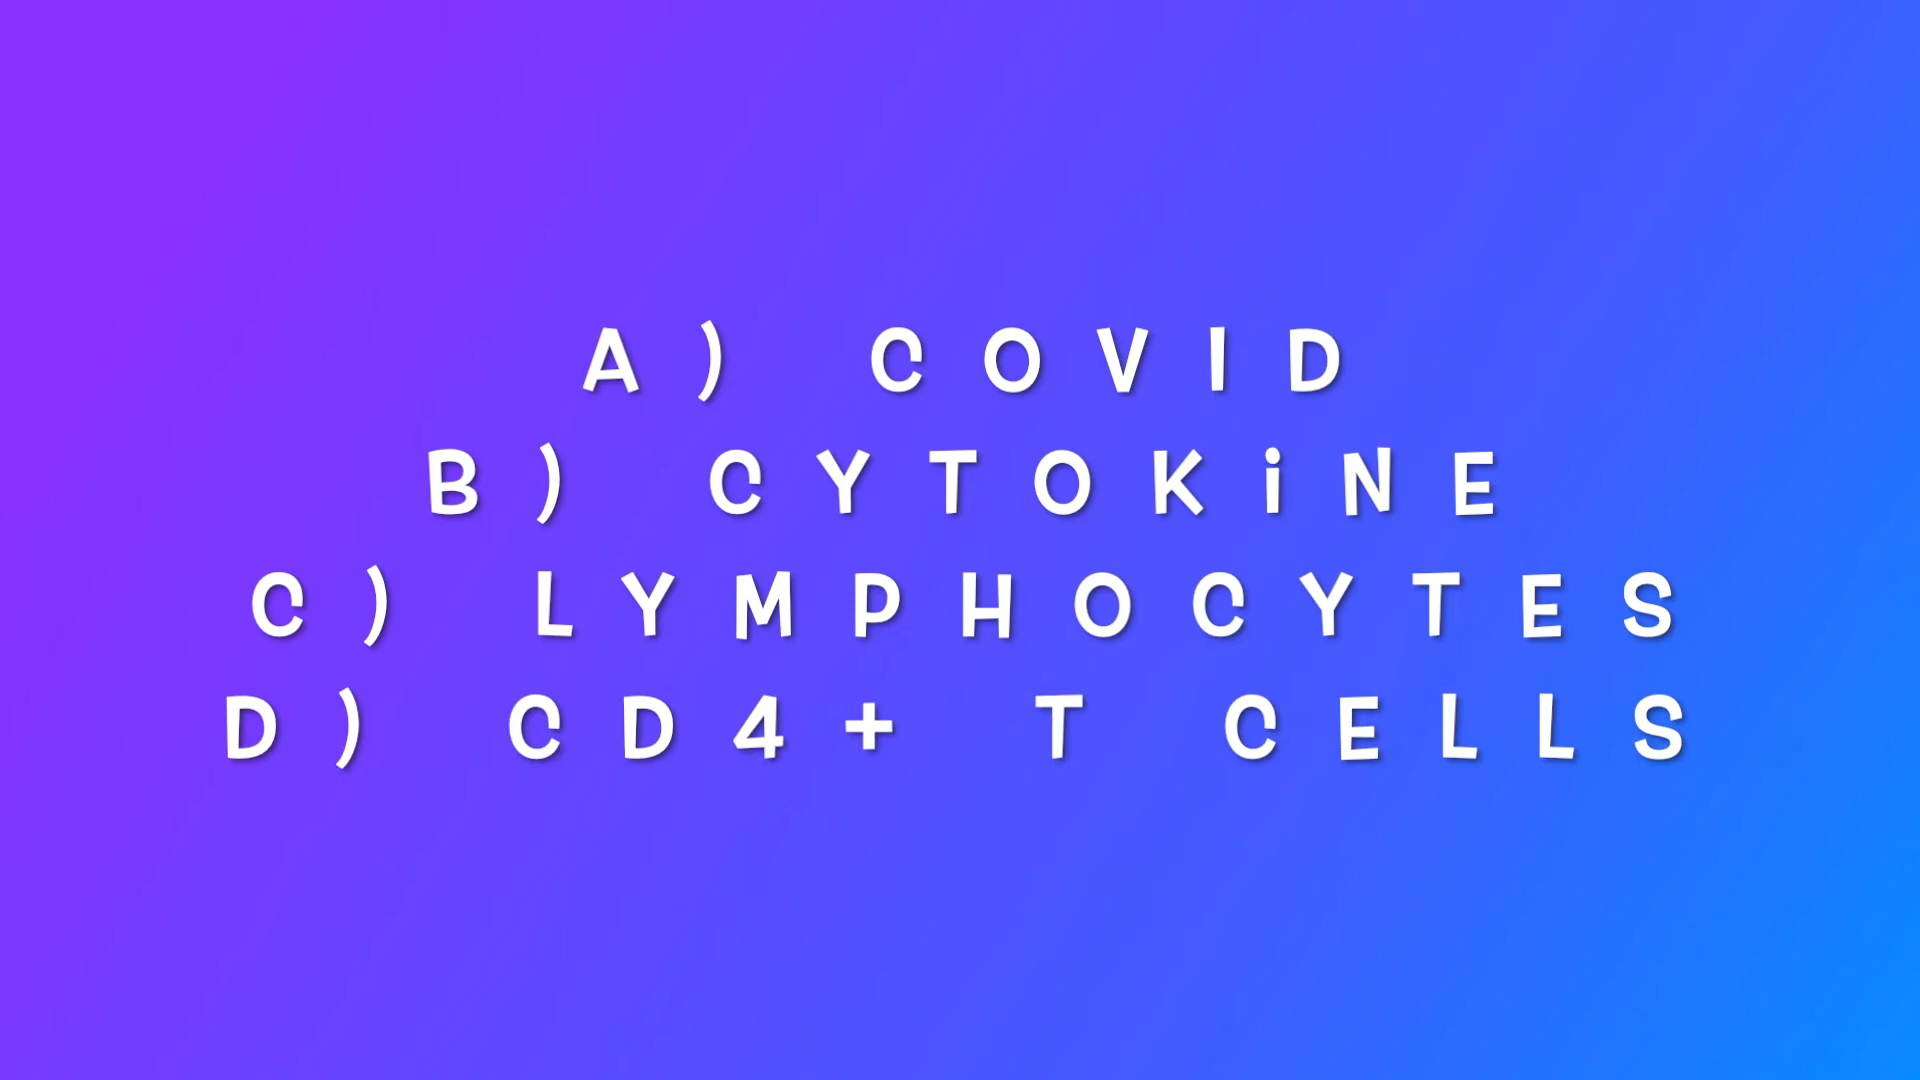 A) COVID
B) CYTOKiNE
C) LYMPHOCYTES
D) CD4+ T CELLS